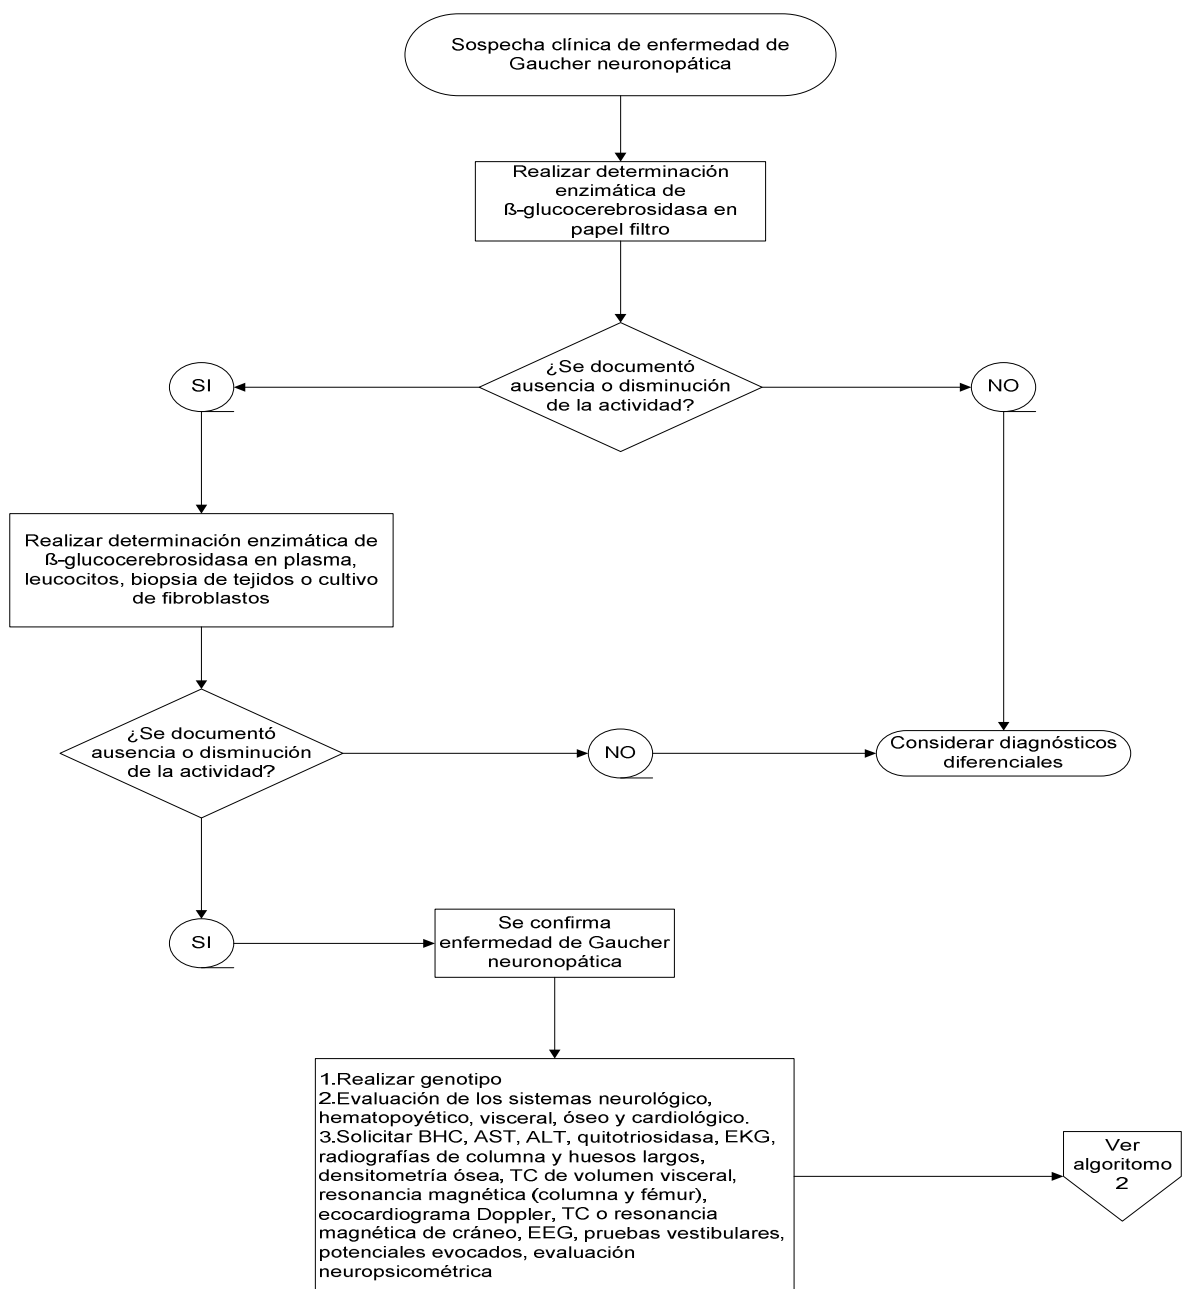 Sospecha clínica de enfermedad de
Gaucher neuronopática
Realizar determinación
enzimática de
ß-glucocerebrosidasa en
papel filtro
¿Se documentó
ausencia o disminución
de la actividad?
SI
NO
Realizar determinación enzimática de
ß-glucocerebrosidasa en plasma,
leucocitos, biopsia de tejidos o cultivo
de fibroblastos
¿Se documentó
ausencia o disminución
de la actividad?
NO
Considerar diagnósticos
diferenciales
SI
Se confirma
enfermedad de Gaucher
neuronopática
1.Realizar genotipo
2.Evaluación de los sistemas neurológico,
hematopoyético, visceral, óseo y cardiológico.
3.Solicitar BHC, AST, ALT, quitotriosidasa, EKG,
radiografías de columna y huesos largos,
densitometría ósea, TC de volumen visceral,
resonancia magnética (columna y fémur),
ecocardiograma Doppler, TC o resonancia
magnética de cráneo, EEG, pruebas vestibulares,
potenciales evocados, evaluación
neuropsicométrica
Ver
algoritomo
2